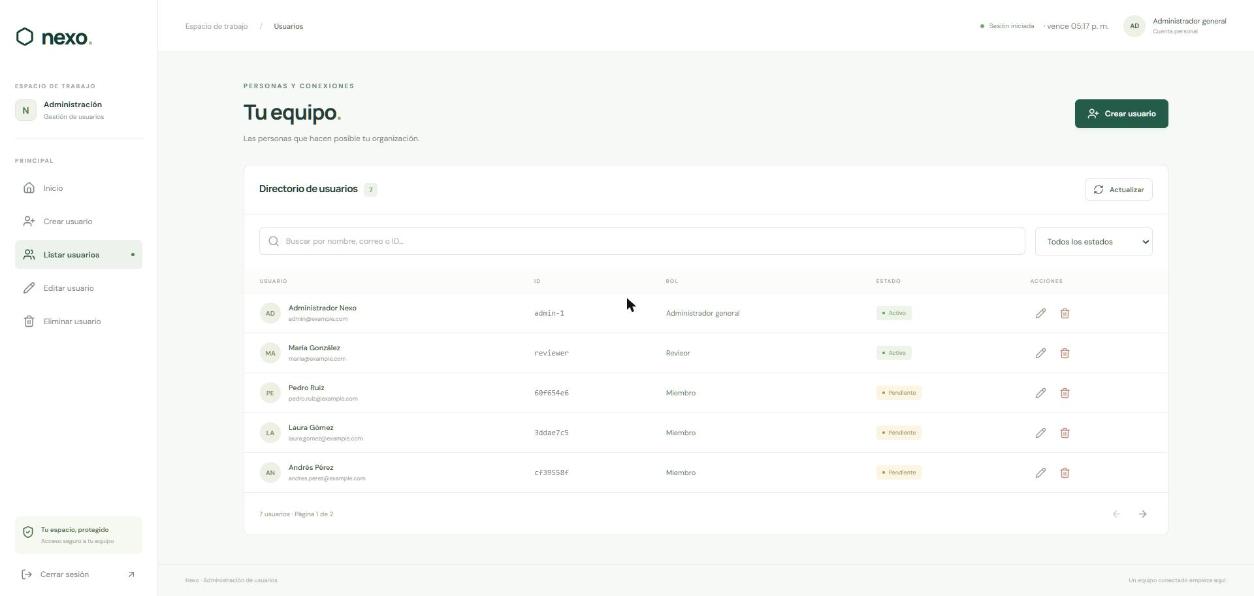 nexo.
Espacio de trabajo / Usuarios
Sesión iniciada · vence 05:17 p. m.
AD
Administrador general
Cuenta personal
ESPACIO DE TRABAJO
N
Administración
Gestión de usuarios
PRINCIPAL
Inicio
Crear usuario
Listar usuarios
Editar usuario
Eliminar usuario
Tu espacio, protegido
Acceso seguro a tu equipo
Cerrar sesión
PERSONAS Y CONEXIONES
Tu equipo.
Las personas que hacen posible tu organización.
Crear usuario
Directorio de usuarios 7
Actualizar
Buscar por nombre, correo o ID...
Todos los estados
USUARIO ID ROL ESTADO ACCIONES
AD Administrador Nexo admin-1 Administrador general Activo
admin@example.com
MA María González reviewer Revisor Activo
maria@example.com
PE Pedro Ruiz 60f654e6 Miembro Pendiente
pedro.ruiz@example.com
LA Laura Gómez 3ddae7c5 Miembro Pendiente
laura.gomez@example.com
AN Andrés Pérez cf39558f Miembro Pendiente
andres.perez@example.com
7 usuarios · Página 1 de 2
Nexo · Administración de usuarios
Un equipo conectado empieza aquí.